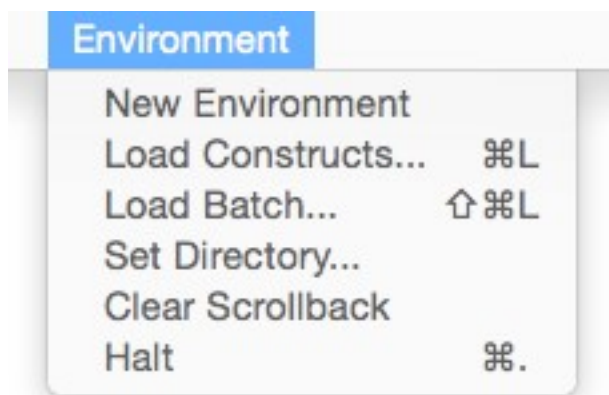 Environment
New Environment
Load Constructs... ⌘L
Load Batch... ⇧⌘L
Set Directory...
Clear Scrollback
Halt ⌘.